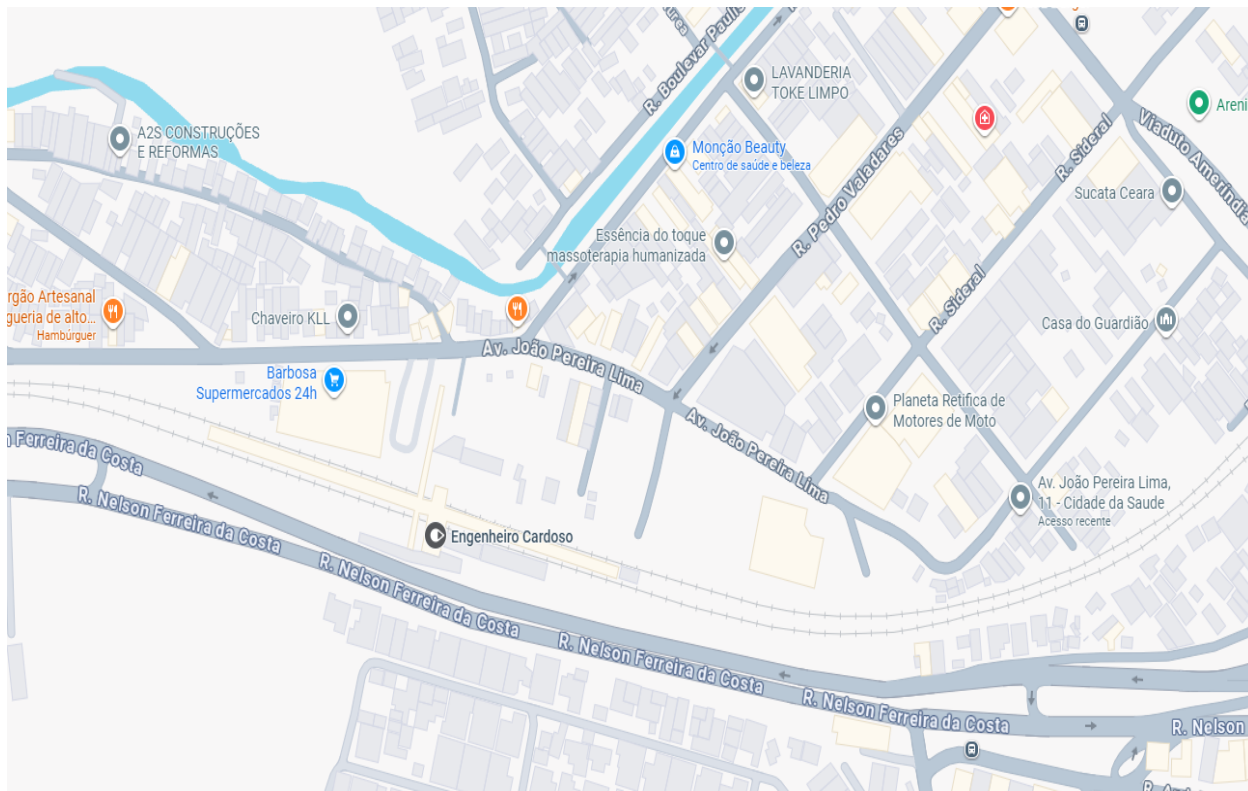 R. Boulevar Paulis
LAVANDERIA
TOKE LIMPO
A2S CONSTRUÇÕES
E REFORMAS
Monção Beauty
Centro de saúde e beleza
R. Pedro Valadares
R. Sideral
Viaduto Amerindia
Areni
Sucata Ceara
Essência do toque
massoterapia humanizada
R. Sideral
rgão Artesanal
gueria de alto...
Hambúrguer
Chaveiro KLL
Casa do Guardião
Av. João Pereira Lima
Barbosa
Supermercados 24h
Planeta Retifica de
Motores de Moto
Av. João Pereira Lima
n Ferreira da Costa
R. Nelson Ferreira da Costa
Av. João Pereira Lima,
11 - Cidade da Saude
Acesso recente
Engenheiro Cardoso
R. Nelson Ferreira da Costa
R. Nelson Ferreira da Costa
R. Nelson Ferreira da Costa
R. Nelson